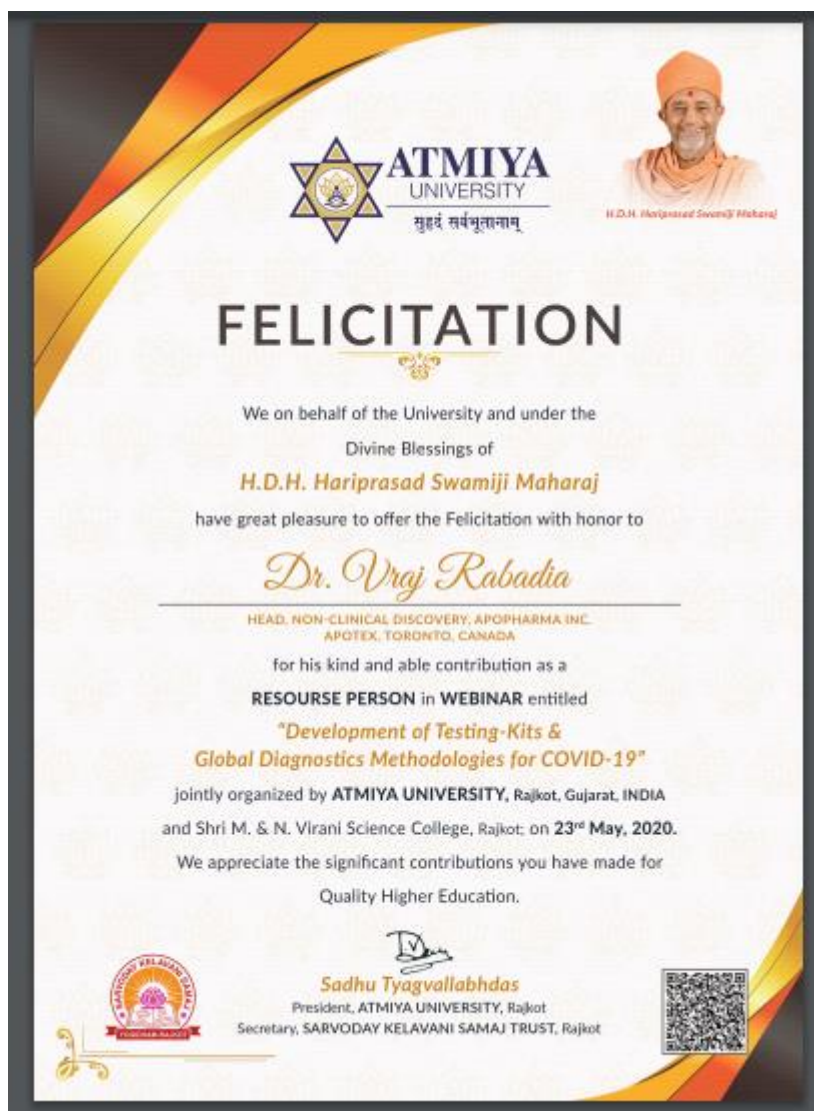 ATMIYA
UNIVERSITY
सुहृदं सर्वभूतानाम्
H.D.H. Hariprasad Swamiji Maharaj
FELICITATION
We on behalf of the University and under the
Divine Blessings of
H.D.H. Hariprasad Swamiji Maharaj
have great pleasure to offer the Felicitation with honor to
Dr. Vraj Rabadia
HEAD, NON-CLINICAL DISCOVERY, APOPHARMA INC.
APOTEX, TORONTO, CANADA
for his kind and able contribution as a
RESOURSE PERSON in WEBINAR entitled
"Development of Testing-Kits &
Global Diagnostics Methodologies for COVID-19"
jointly organized by ATMIYA UNIVERSITY, Rajkot, Gujarat, INDIA
and Shri M. & N. Virani Science College, Rajkot; on 23rd May, 2020.
We appreciate the significant contributions you have made for
Quality Higher Education.
SARVODAY KELAVANI SAMAJ
YOGIDHAM-RAJKOT
Sadhu Tyagvallabhdas
President, ATMIYA UNIVERSITY, Rajkot
Secretary, SARVODAY KELAVANI SAMAJ TRUST, Rajkot